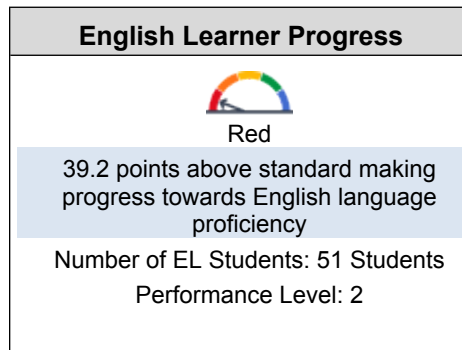 English Learner Progress
Red
39.2 points above standard making
progress towards English language
proficiency
Number of EL Students: 51 Students
Performance Level: 2